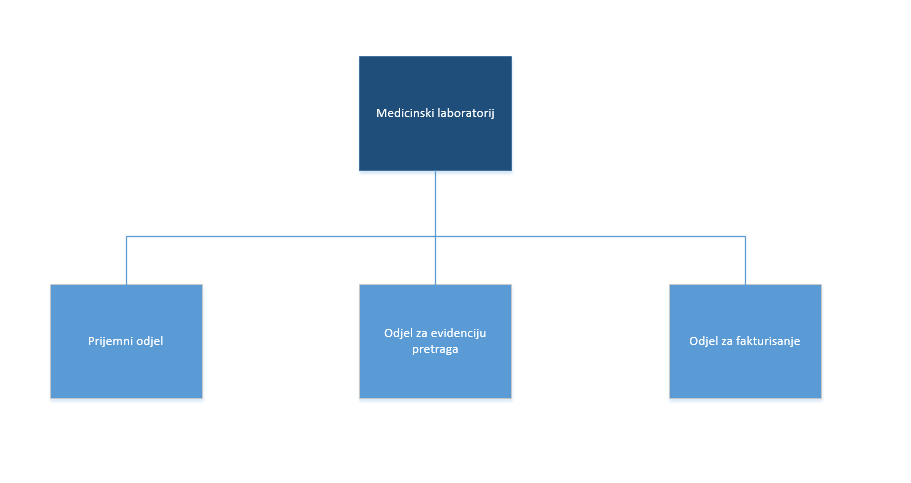 Medicinski laboratorij
Prijemni odjel
Odjel za evidenciju
pretraga
Odjel za fakturisanje